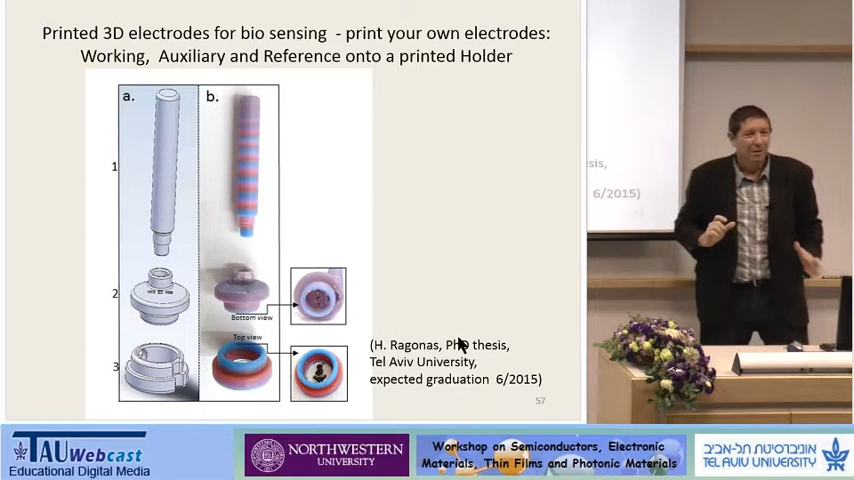 Printed 3D electrodes for bio sensing - print your own electrodes:
Working, Auxiliary and Reference onto a printed Holder
a.
b.
1
2
Bottom view
Top view
3
(H. Ragonas, PhD thesis,
Tel Aviv University,
expected graduation 6/2015)
57
sis,
6/2015)
TAU Webcast
Educational Digital Media
NORTHWESTERN
UNIVERSITY
Workshop on Semiconductors, Electronic
Materials, Thin Films and Photonic Materials
אוניברסיטת תל-אביב
TEL AVIV UNIVERSITY